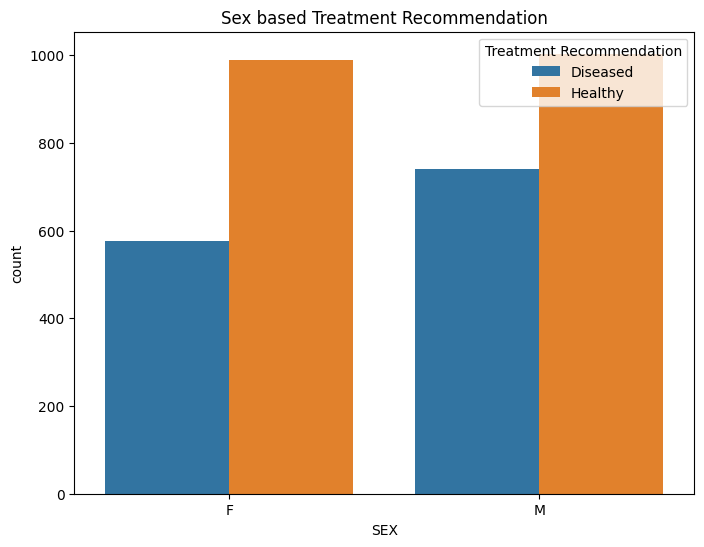 Sex based Treatment Recommendation
Treatment Recommendation
Diseased
Healthy
1000
800
600
400
200
0
count
F
M
SEX